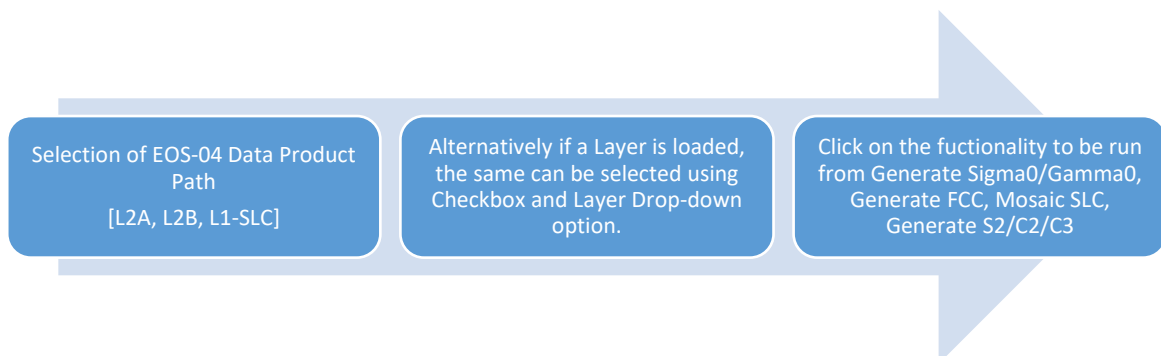 Selection of EOS-04 Data Product
Path
[L2A, L2B, L1-SLC]
Alternatively if a Layer is loaded,
the same can be selected using
Checkbox and Layer Drop-down
option.
Click on the fuctionality to be run
from Generate Sigma0/Gamma0,
Generate FCC, Mosaic SLC,
Generate S2/C2/C3